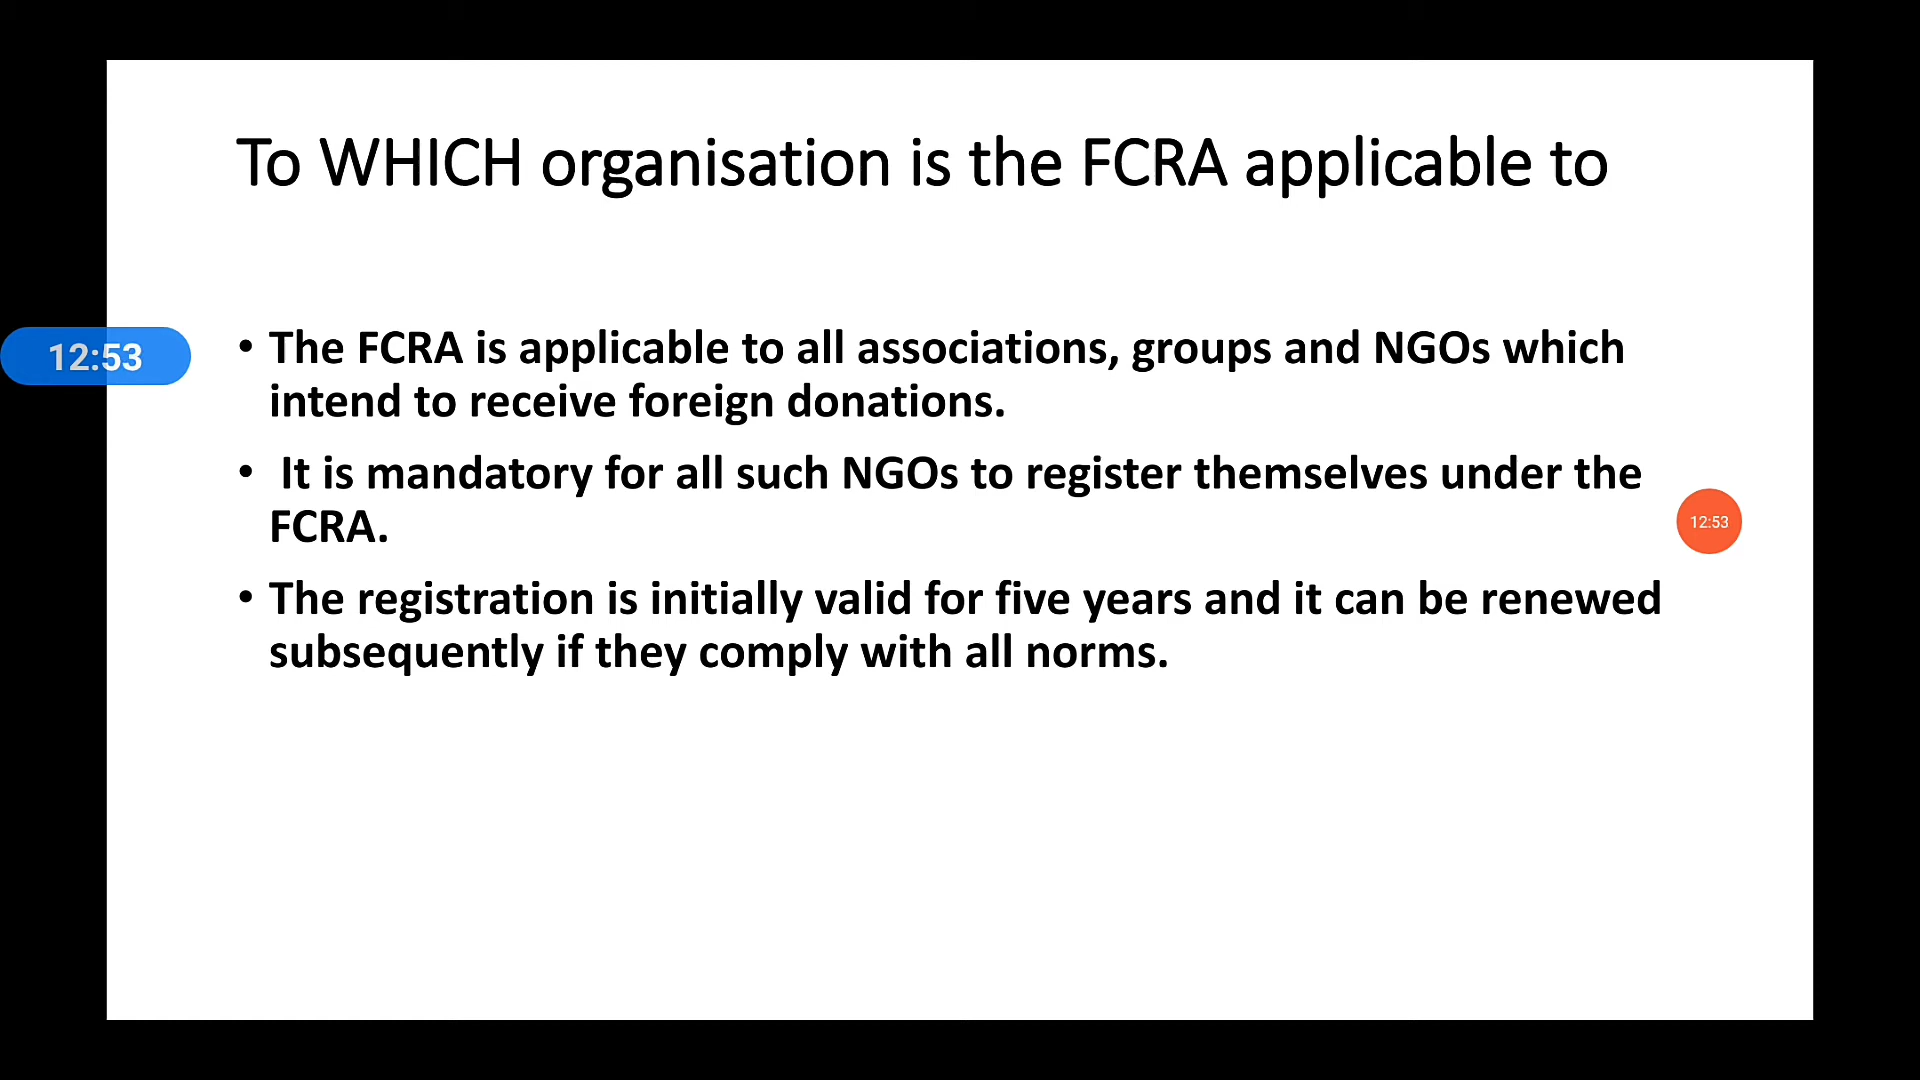 To WHICH organisation is the FCRA applicable to
12:53
• The FCRA is applicable to all associations, groups and NGOs which
intend to receive foreign donations.
• It is mandatory for all such NGOs to register themselves under the
FCRA.
12:53
• The registration is initially valid for five years and it can be renewed
subsequently if they comply with all norms.